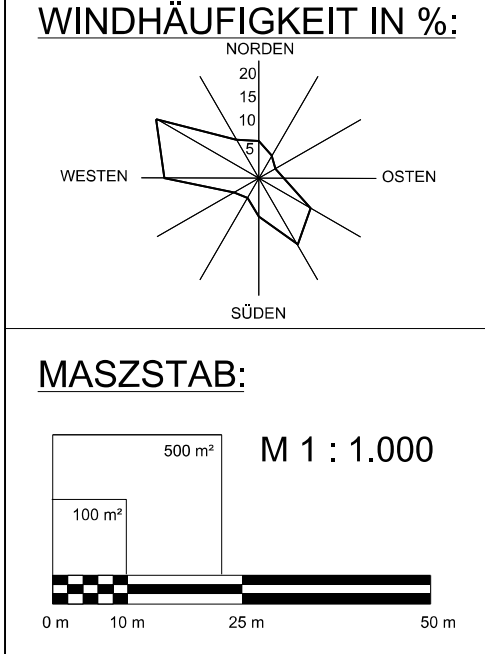 WINDHÄUFIGKEIT IN %:
NORDEN
20
15
10
5
WESTEN
OSTEN
SÜDEN
MASZSTAB:
500 m²
M 1 : 1.000
100 m²
0 m 10 m 25 m 50 m